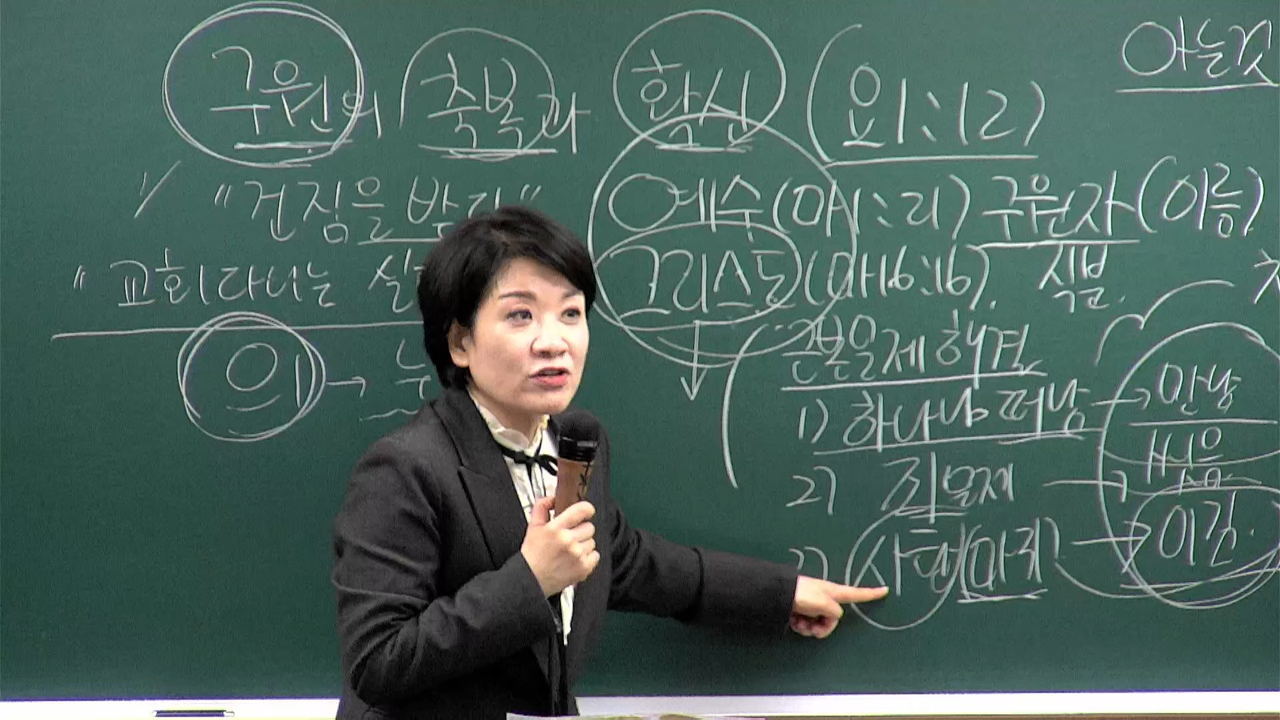 구원의 축복과 확신 (요1:12)
아는것
1/ "건짐을 받다"
예수(마1:21) 구원자(이름)
"교회다니는
그리스도(마16:16). 직분.
근본문제해결
의 →
1) 하나님떠남 → 만남
2) 죄문제 → 씻음
3) 사탄(마귀) → 이김.